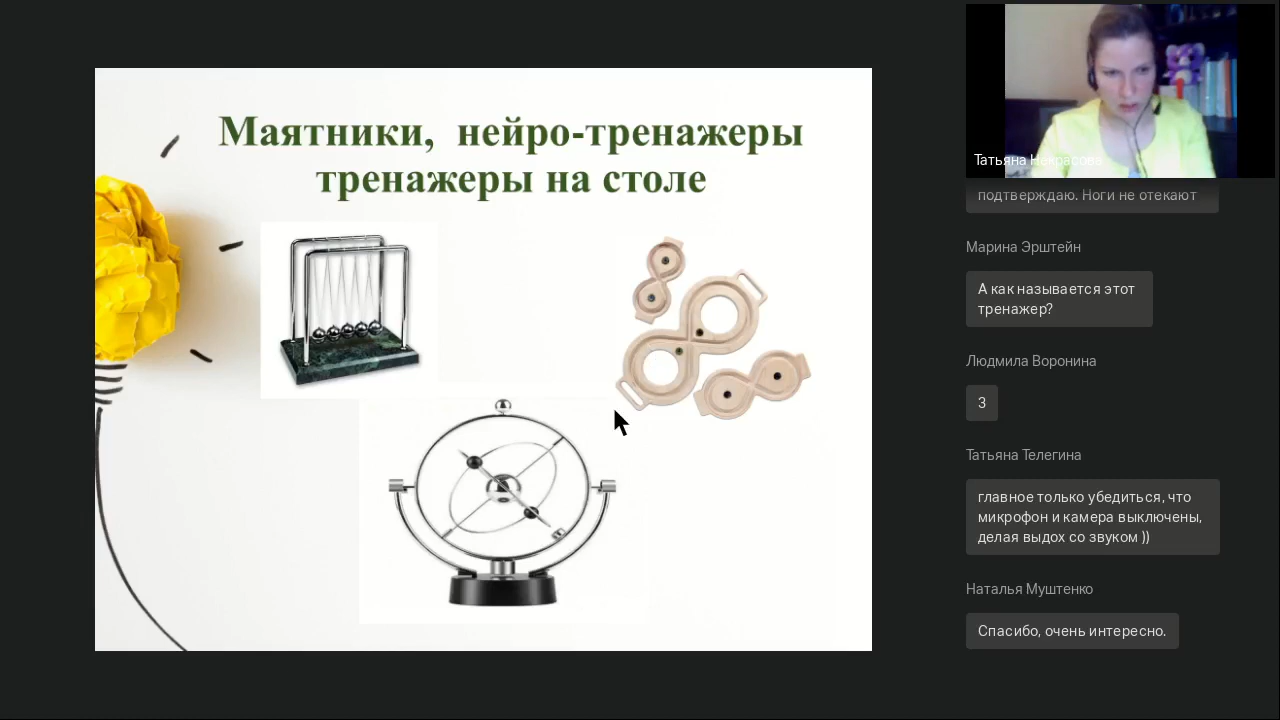 Маятники, нейро-тренажеры
тренажеры на столе
Татьяна Некрасова
подтверждаю. Ноги не отекают
Марина Эрштейн
А как называется этот
тренажер?
Людмила Воронина
3
Татьяна Телегина
главное только убедиться, что
микрофон и камера выключены,
делая выдох со звуком ))
Наталья Муштенко
Спасибо, очень интересно.